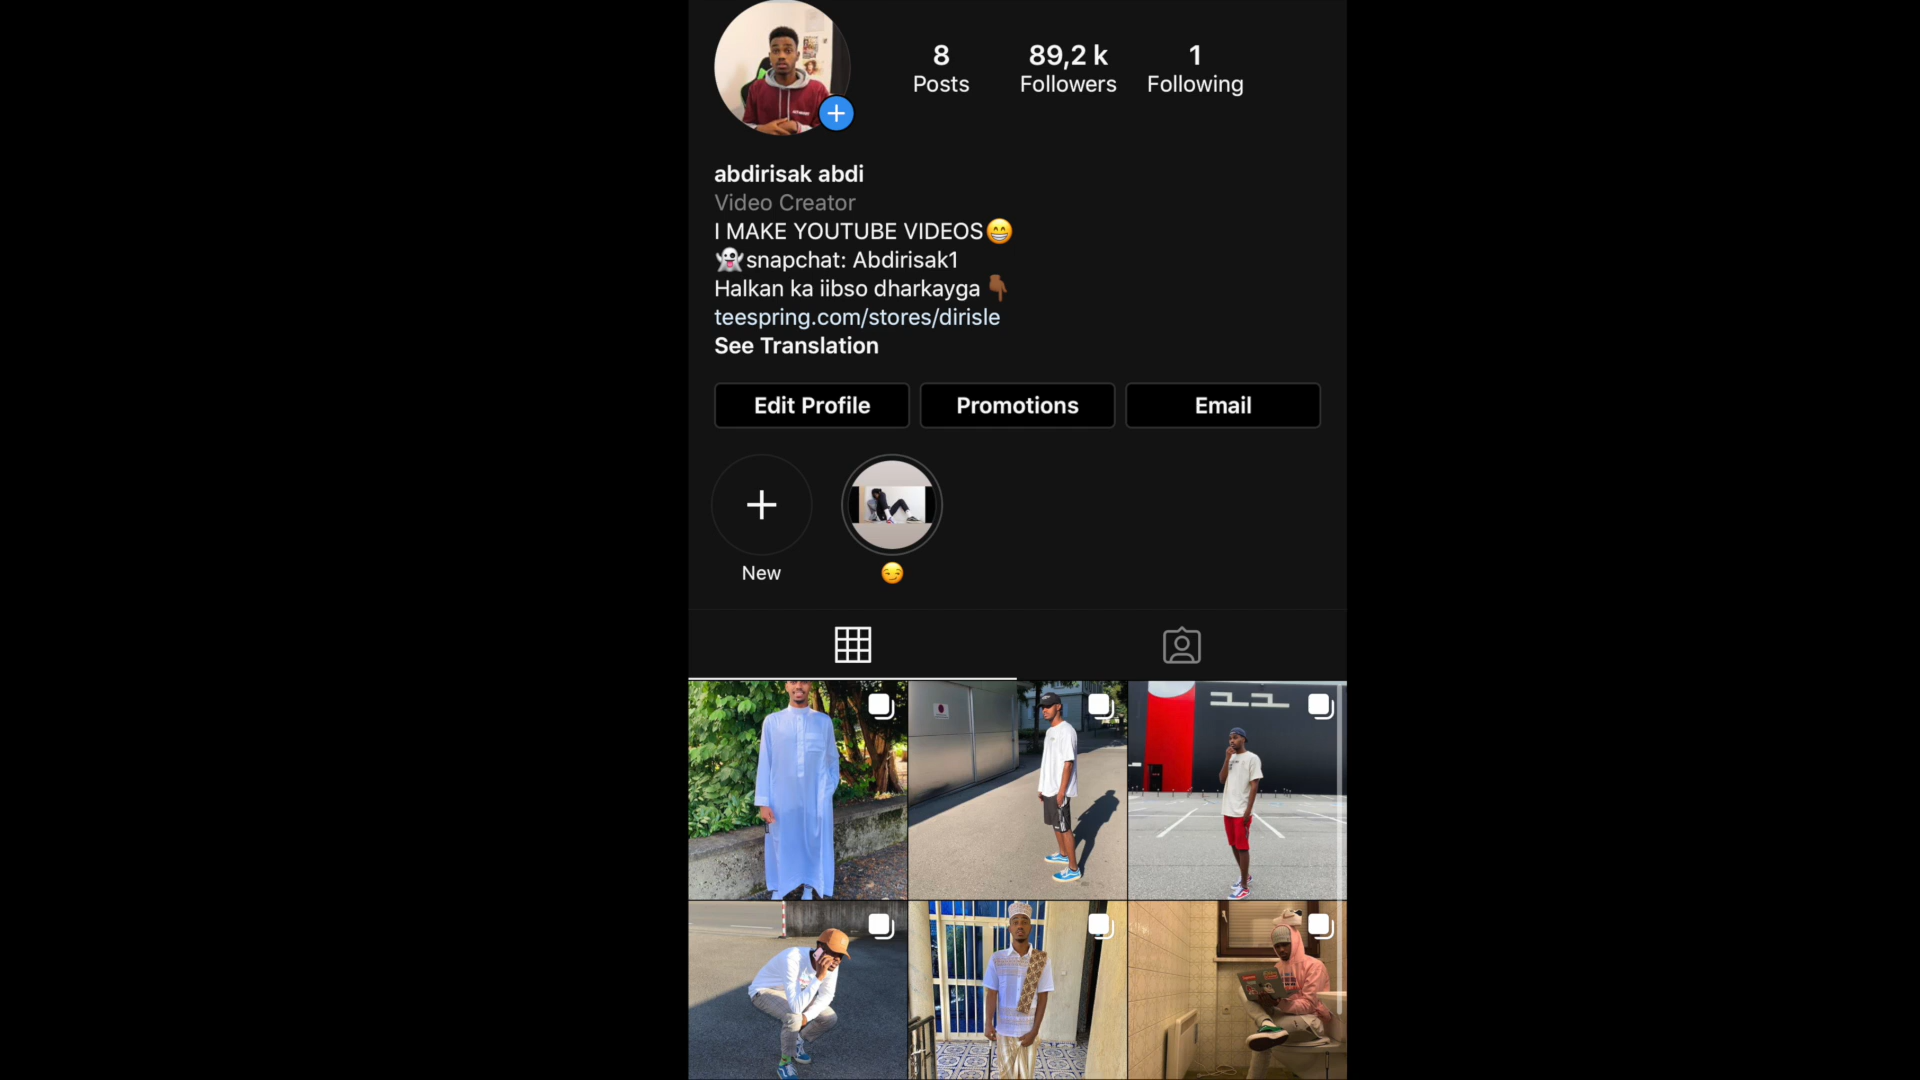 8
Posts
89,2 k
Followers
1
Following
abdirisak abdi
Video Creator
I MAKE YOUTUBE VIDEOS😁
👻snapchat: Abdirisak1
Halkan ka iibso dharkayga 👇🏾
teespring.com/stores/dirisle
See Translation
Edit Profile
Promotions
Email
New
😏